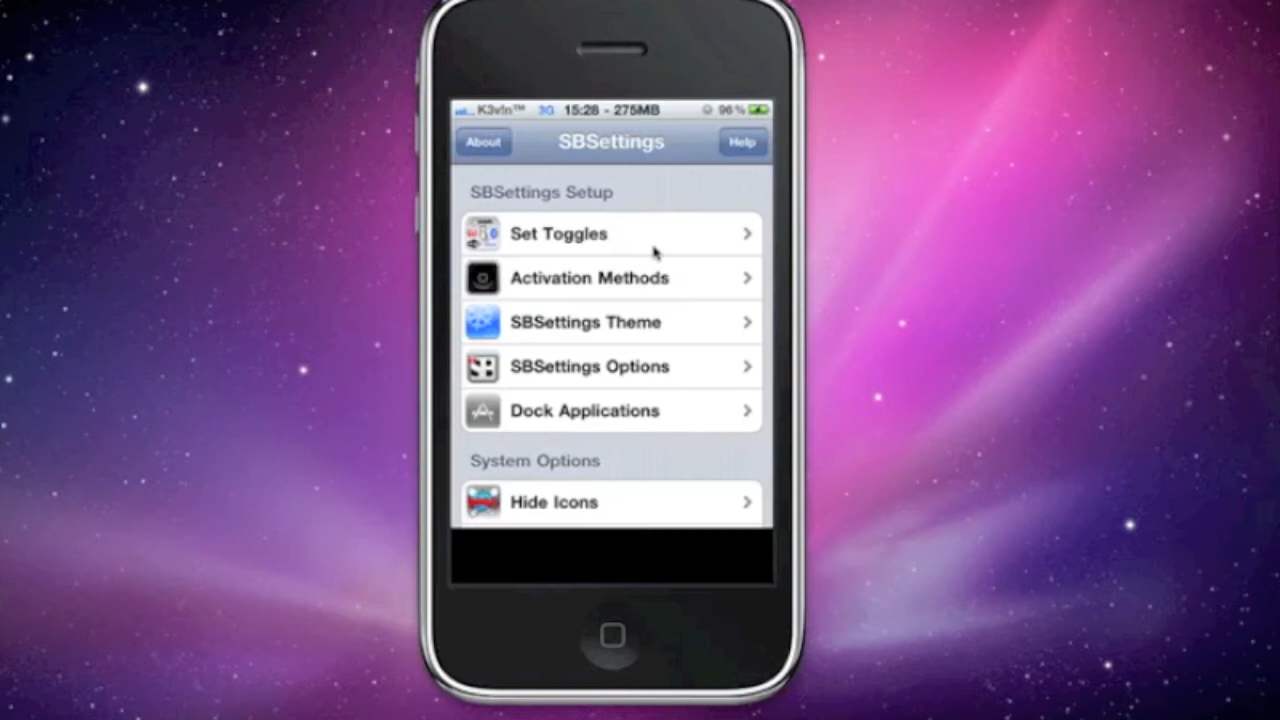 K3v!n™ 3G 15:28 - 275MB 96%
About SBSettings Help
SBSettings Setup
Set Toggles
Activation Methods
SBSettings Theme
SBSettings Options
Dock Applications
System Options
Hide Icons